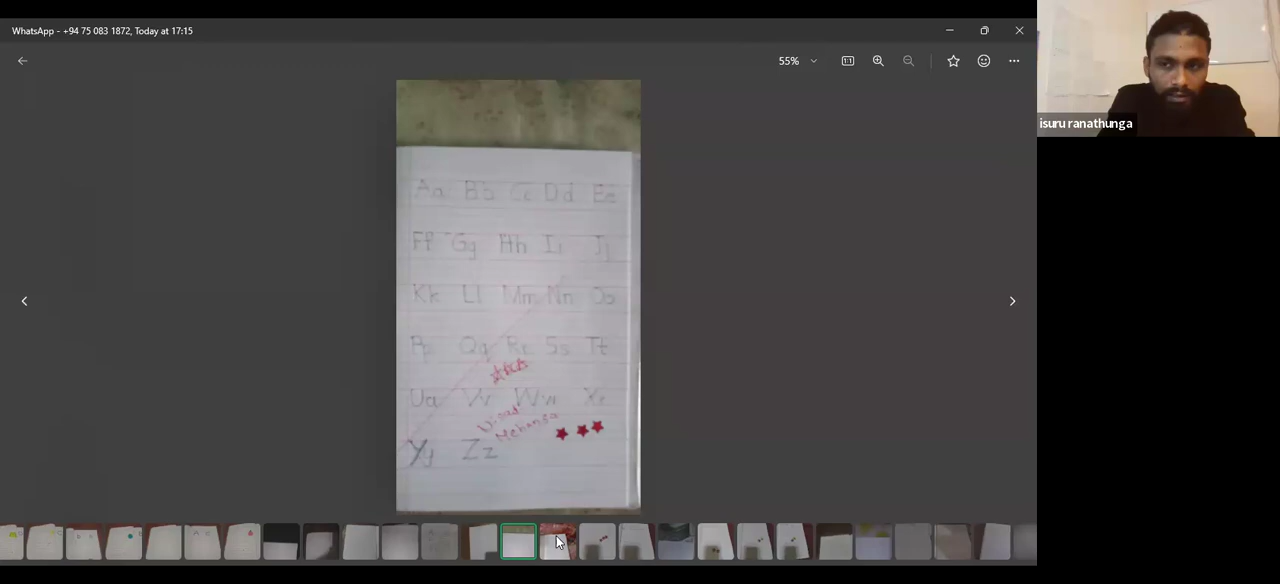 WhatsApp - +94 75 083 1872, Today at 17:15
55%
isuru ranathunga
Aa Bb Cc Dd Ee
Ff Gg Hh Ii Jj
Kk Ll Mm Nn Oo
Pp Qq Rr Ss Tt
Uu Vv Ww Xx
Yy Zz